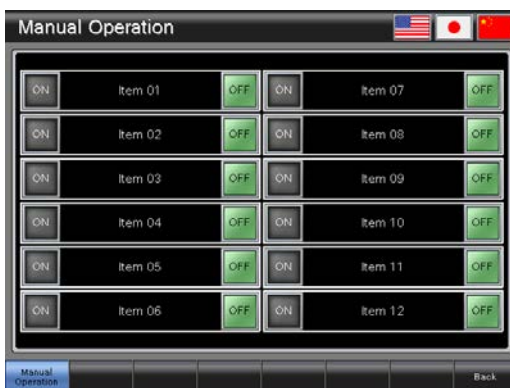 Manual Operation
ON Item 01 OFF ON Item 07 OFF
ON Item 02 OFF ON Item 08 OFF
ON Item 03 OFF ON Item 09 OFF
ON Item 04 OFF ON Item 10 OFF
ON Item 05 OFF ON Item 11 OFF
ON Item 06 OFF ON Item 12 OFF
Manual
Operation
Back